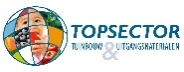 TOPSECTOR
TUINBOUW & UITGANGSMATERIALEN